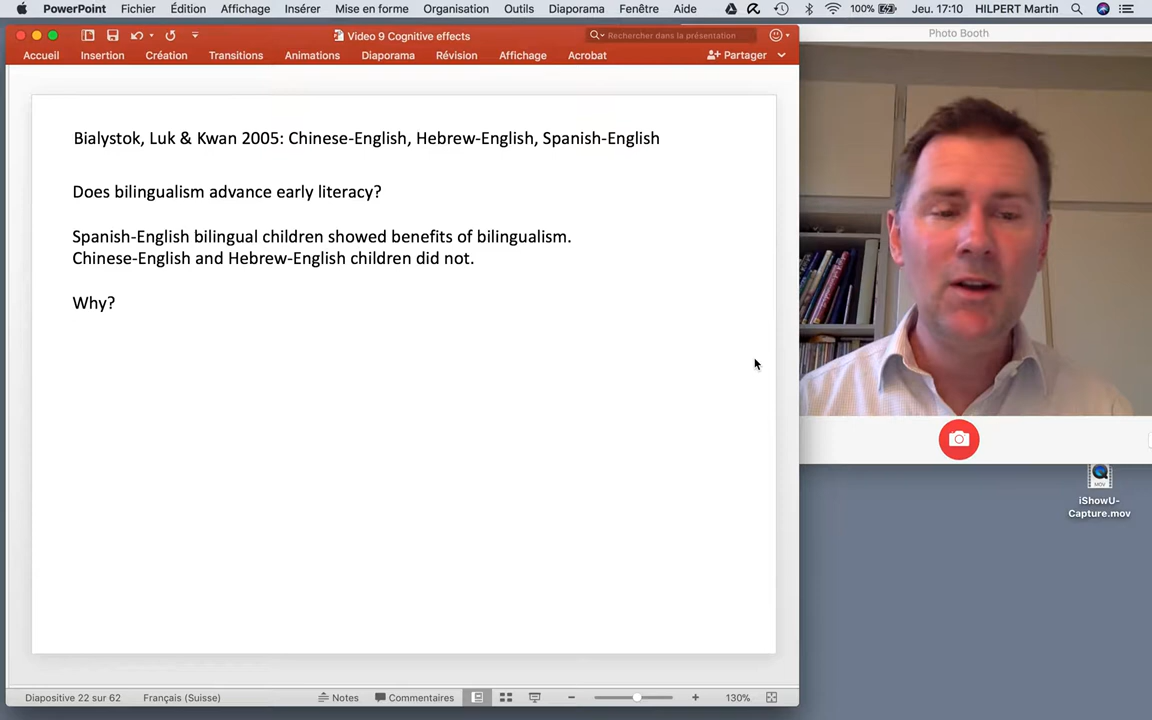 PowerPoint Fichier Édition Affichage Insérer Mise en forme Organisation Outils Diaporama Fenêtre Aide 100% Jeu. 17:10 HILPERT Martin
Video 9 Cognitive effects
Rechercher dans la présentation
Photo Booth
Accueil Insertion Création Transitions Animations Diaporama Révision Affichage Acrobat Partager
Bialystok, Luk & Kwan 2005: Chinese-English, Hebrew-English, Spanish-English
Does bilingualism advance early literacy?
Spanish-English bilingual children showed benefits of bilingualism.
Chinese-English and Hebrew-English children did not.
Why?
MOV
iShowU-
Capture.mov
Diapositive 22 sur 62 Français (Suisse) Notes Commentaires 130%